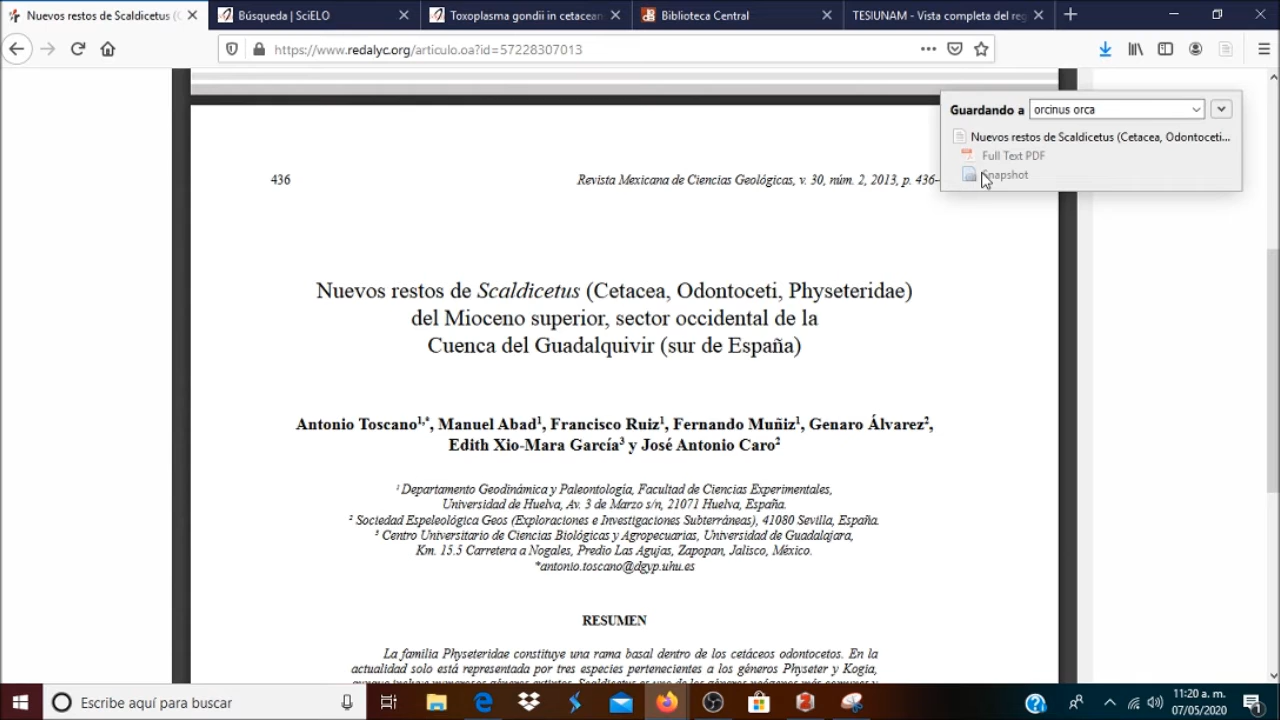 Nuevos restos de Scaldicetus (
Búsqueda | SciELO
Toxoplasma gondii in cetacean
Biblioteca Central
TESIUNAM - Vista completa del reg
https://www.redalyc.org/articulo.oa?id=57228307013
Guardando a orcinus orca
Nuevos restos de Scaldicetus (Cetacea, Odontoceti...
Full Text PDF
Snapshot
436
Revista Mexicana de Ciencias Geológicas, v. 30, núm. 2, 2013, p. 436-
Nuevos restos de Scaldicetus (Cetacea, Odontoceti, Physeteridae)
del Mioceno superior, sector occidental de la
Cuenca del Guadalquivir (sur de España)
Antonio Toscano1,*, Manuel Abad1, Francisco Ruiz1, Fernando Muñiz1, Genaro Álvarez2,
Edith Xio-Mara García3 y José Antonio Caro2
1 Departamento Geodinámica y Paleontología, Facultad de Ciencias Experimentales,
Universidad de Huelva, Av. 3 de Marzo s/n, 21071 Huelva, España.
2 Sociedad Espeleológica Geos (Exploraciones e Investigaciones Subterráneas), 41080 Sevilla, España.
3 Centro Universitario de Ciencias Biológicas y Agropecuarias, Universidad de Guadalajara,
Km. 15.5 Carretera a Nogales, Predio Las Agujas, Zapopan, Jalisco, México.
*antonio.toscano@dgyp.uhu.es
RESUMEN
La familia Physeteridae constituye una rama basal dentro de los cetáceos odontocetos. En la
actualidad solo está representada por tres especies pertenecientes a los géneros Physeter y Kogia,
Escribe aquí para buscar
11:20 a. m.
07/05/2020